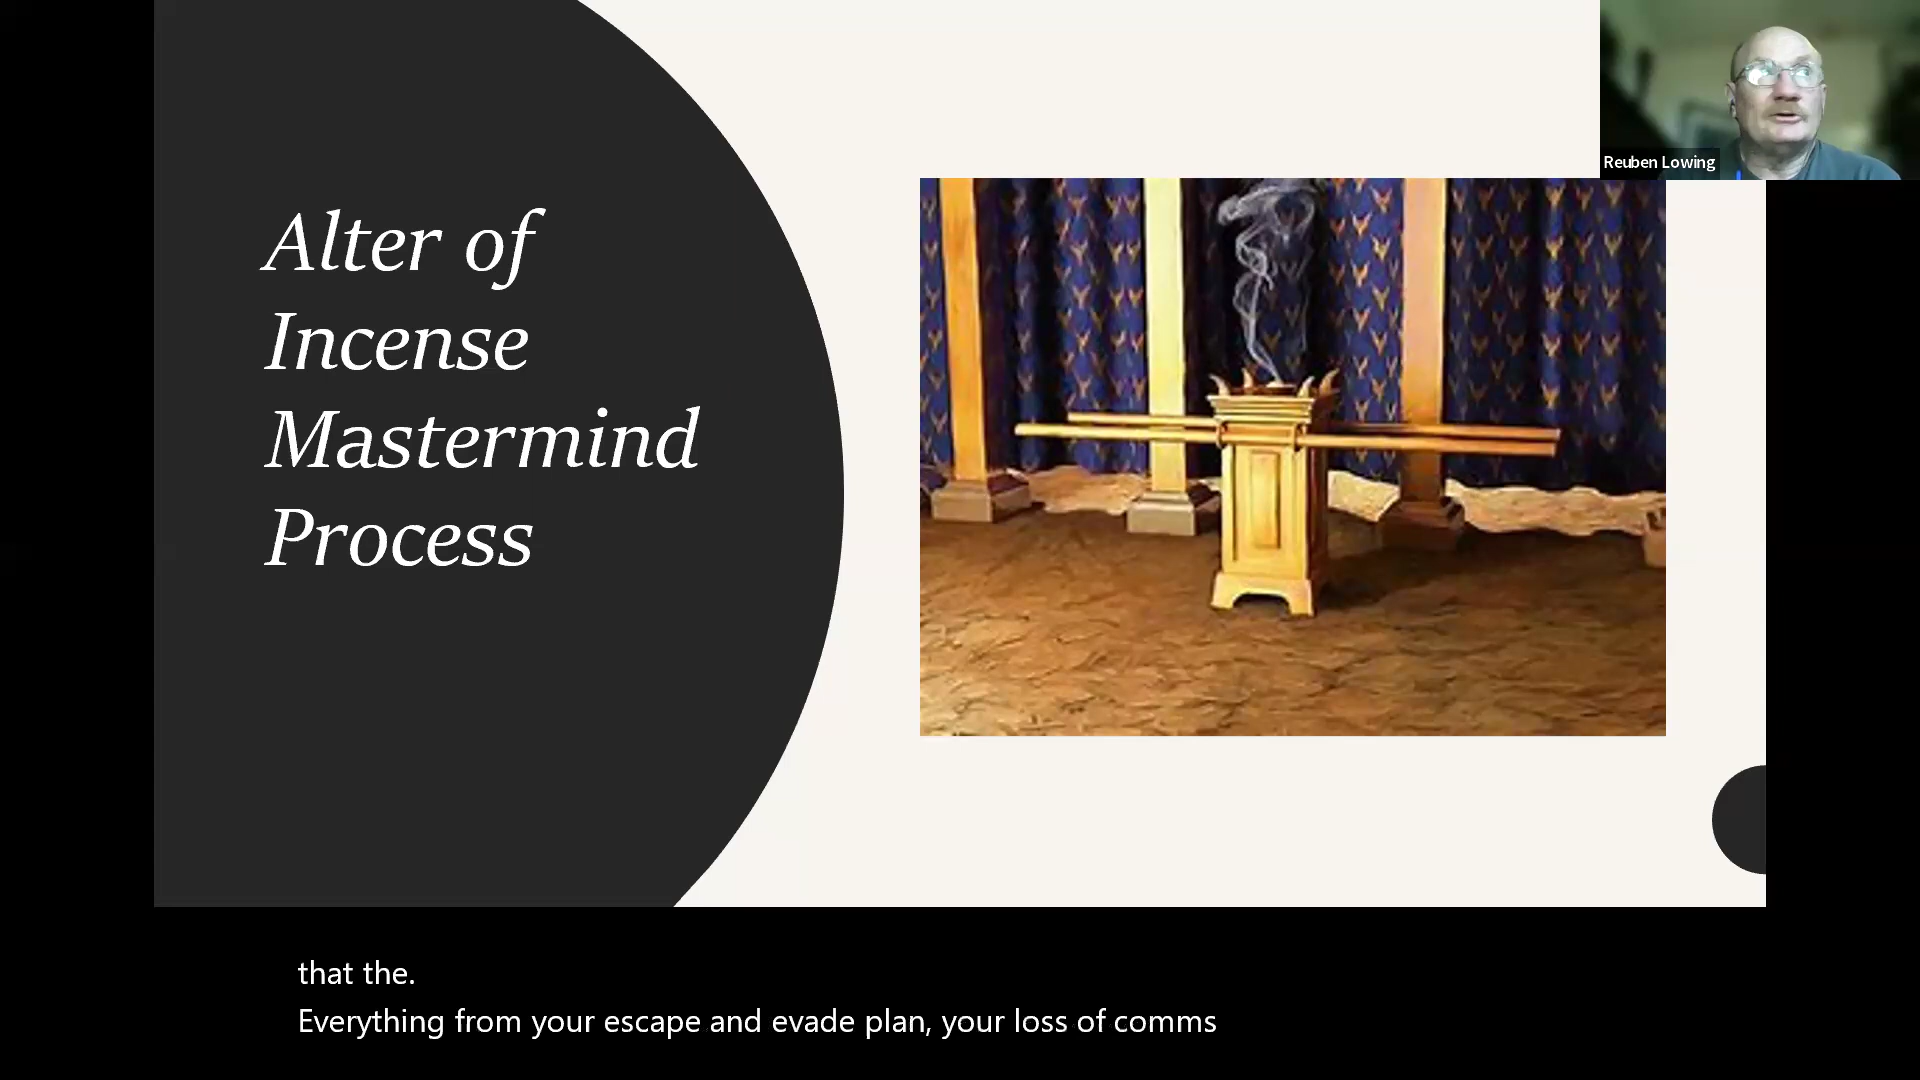 Alter of
Incense
Mastermind
Process
Reuben Lowing
that the.
Everything from your escape and evade plan, your loss of comms